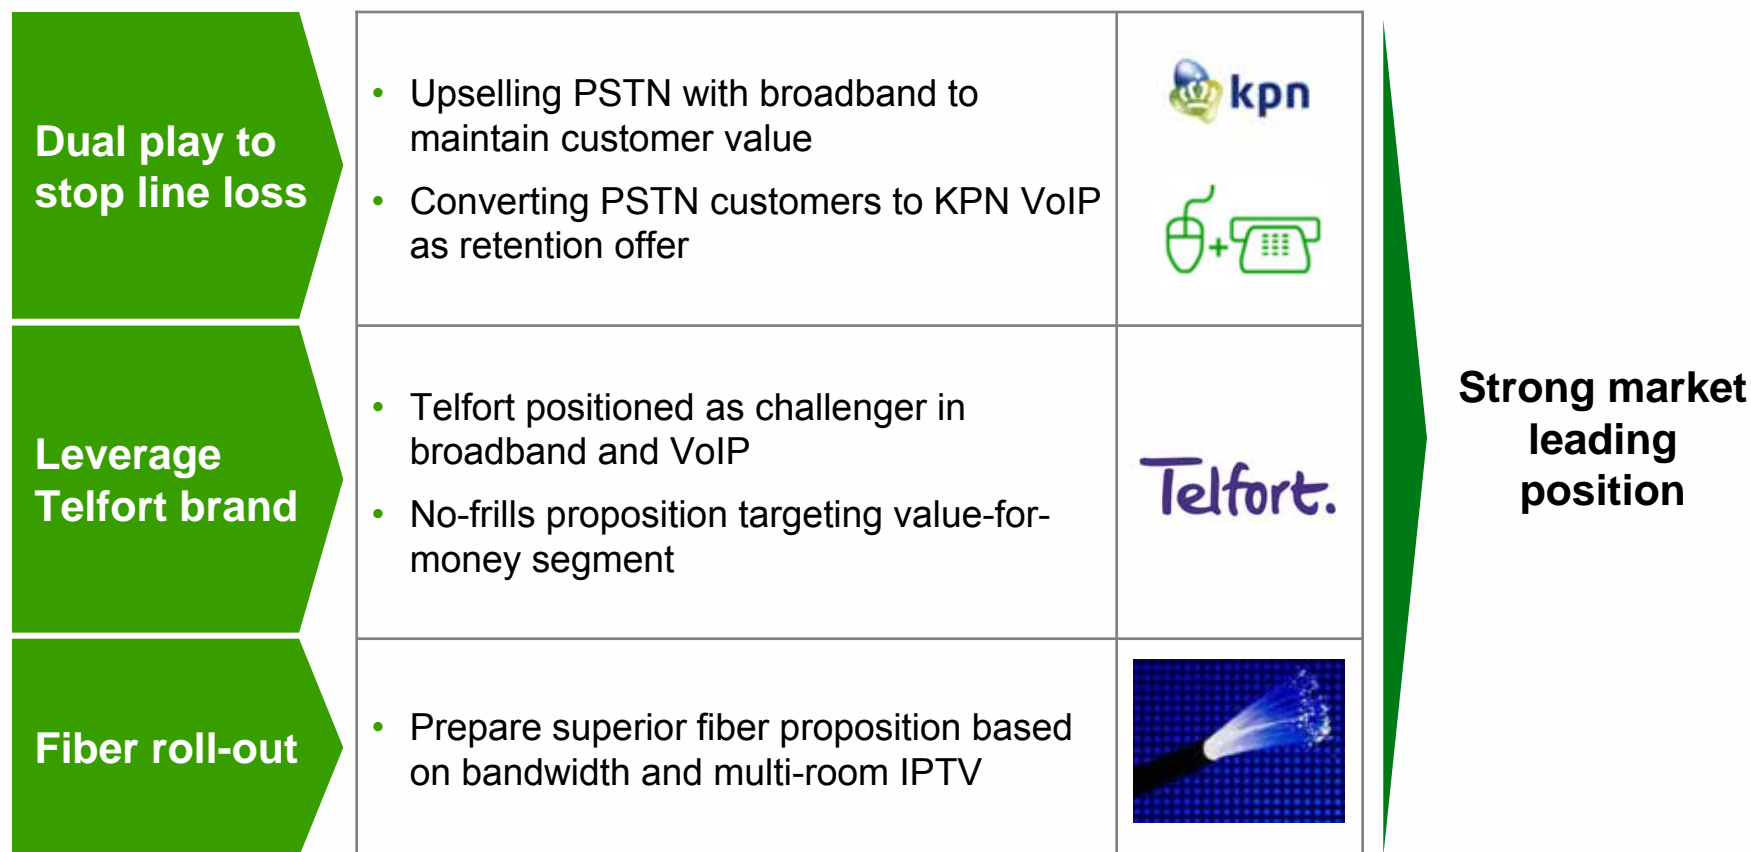 Dual play to
stop line loss
• Upselling PSTN with broadband to
maintain customer value
• Converting PSTN customers to KPN VoIP
as retention offer
kpn
+
Leverage
Telfort brand
• Telfort positioned as challenger in
broadband and VoIP
• No-frills proposition targeting value-for-
money segment
Telfort.
Fiber roll-out
• Prepare superior fiber proposition based
on bandwidth and multi-room IPTV
Strong market
leading
position